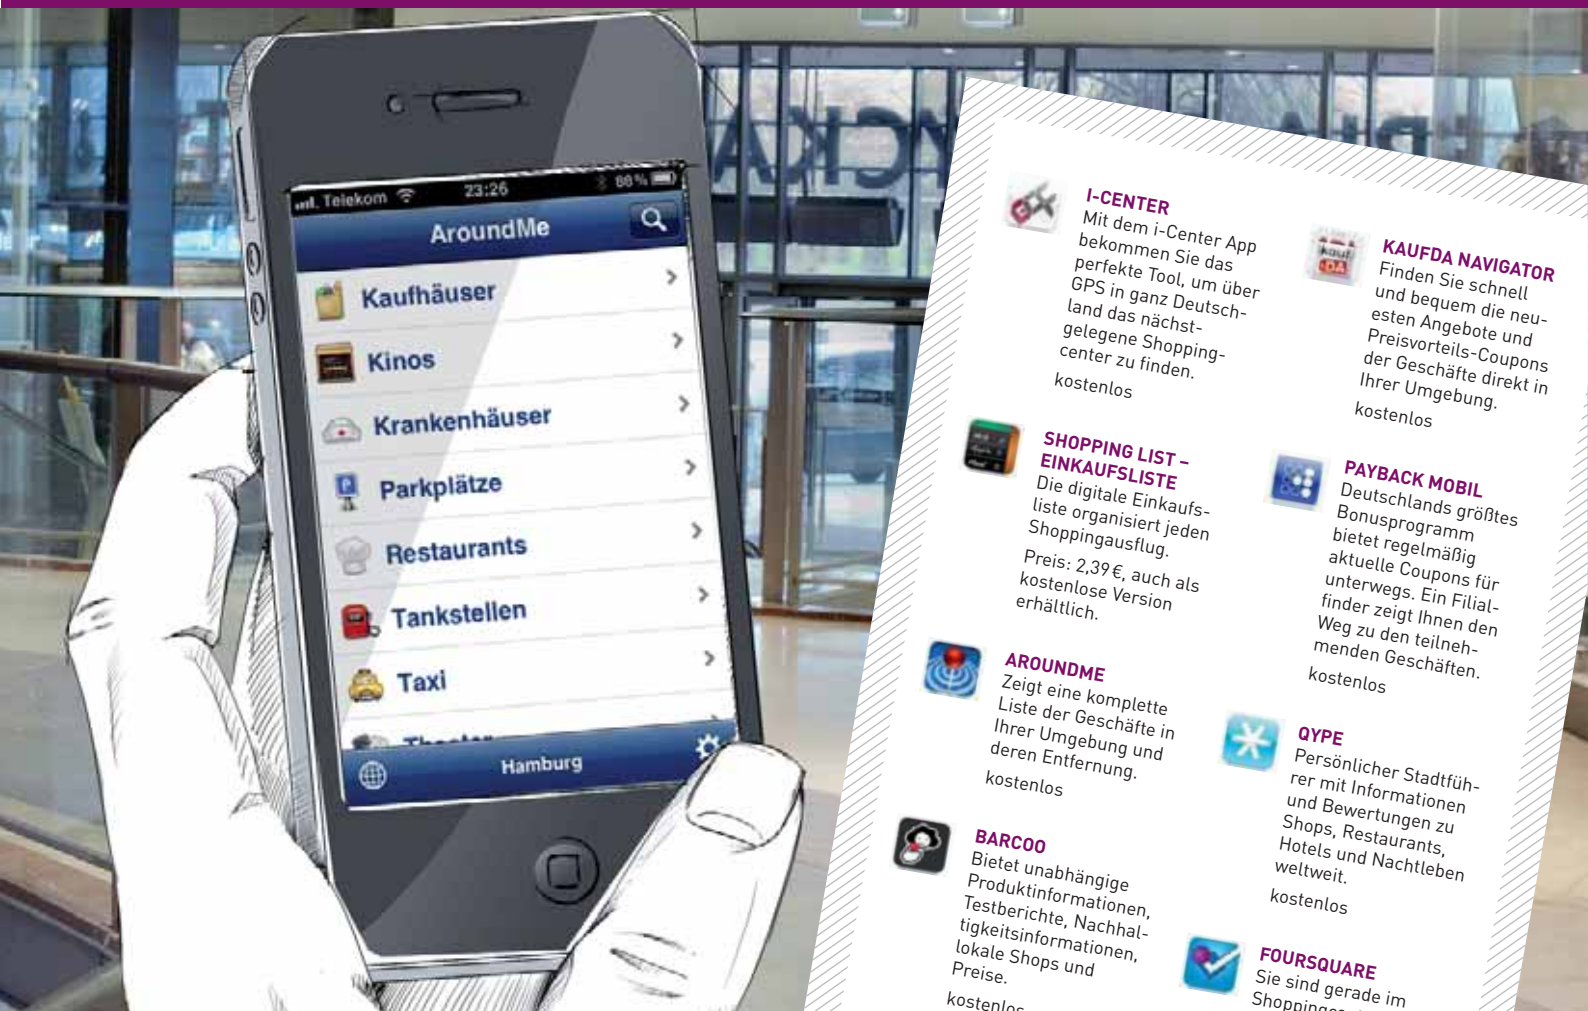 Telekom
23:26
88%
AroundMe
Kaufhäuser
Kinos
Krankenhäuser
Parkplätze
Restaurants
Tankstellen
Taxi
Theater
Hamburg
I-CENTER
Mit dem i-Center App
bekommen Sie das
perfekte Tool, um über
GPS in ganz Deutsch-
land das nächst-
gelegene Shopping-
center zu finden.
kostenlos
SHOPPING LIST –
EINKAUFSLISTE
Die digitale Einkaufs-
liste organisiert jeden
Shoppingausflug.
Preis: 2,39 €, auch als
kostenlose Version
erhältlich.
AROUNDME
Zeigt eine komplette
Liste der Geschäfte in
Ihrer Umgebung und
deren Entfernung.
kostenlos
BARCOO
Bietet unabhängige
Produktinformationen,
Testberichte, Nachhal-
tigkeitsinformationen,
lokale Shops und
Preise.
kostenlos
kauf
DA
KAUFDA NAVIGATOR
Finden Sie schnell
und bequem die neu-
esten Angebote und
Preisvorteils-Coupons
der Geschäfte direkt in
Ihrer Umgebung.
kostenlos
PAYBACK MOBIL
Deutschlands größtes
Bonusprogramm
bietet regelmäßig
aktuelle Coupons für
unterwegs. Ein Filial-
finder zeigt Ihnen den
Weg zu den teilneh-
menden Geschäften.
kostenlos
QYPE
Persönlicher Stadtfüh-
rer mit Informationen
und Bewertungen zu
Shops, Restaurants,
Hotels und Nachtleben
weltweit.
kostenlos
FOURSQUARE
Sie sind gerade im